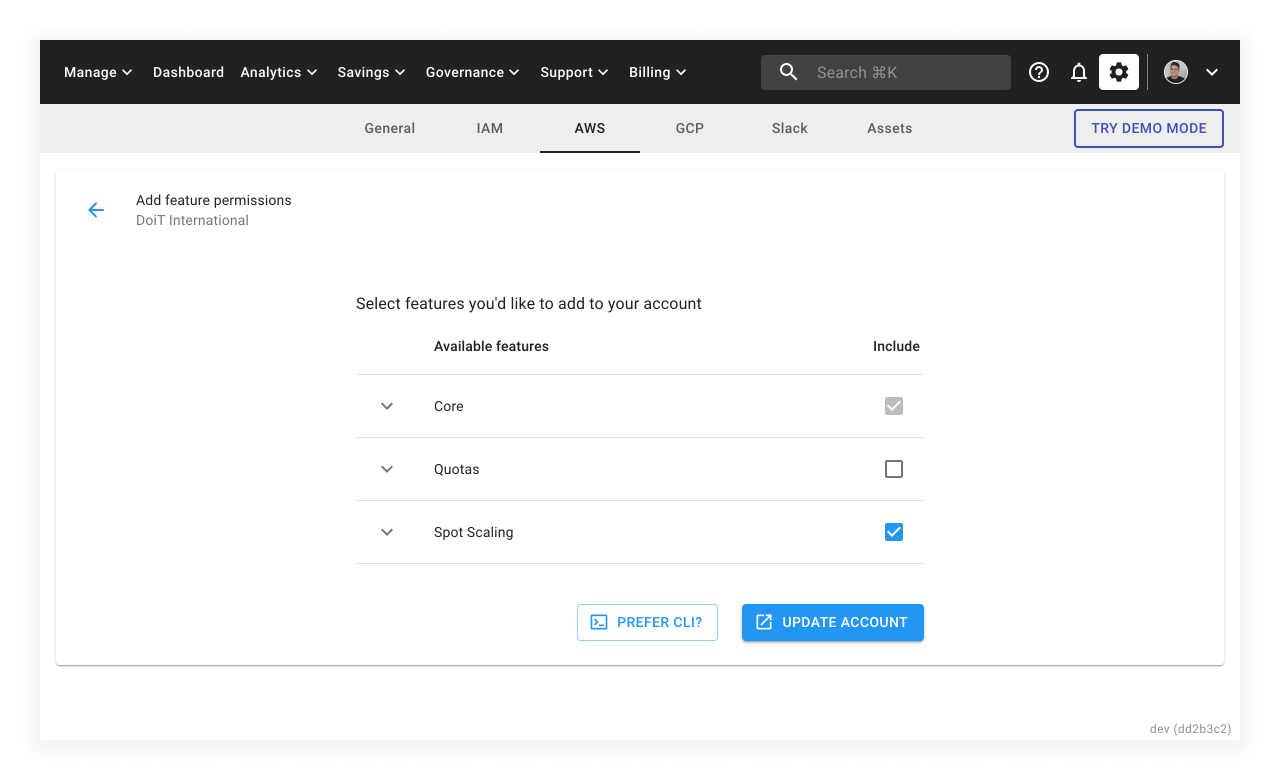 Manage Dashboard Analytics Savings Governance Support Billing Search ⌘K
General IAM AWS GCP Slack Assets TRY DEMO MODE
Add feature permissions
DoiT International
Select features you'd like to add to your account
Available features Include
Core
Quotas
Spot Scaling
PREFER CLI? UPDATE ACCOUNT
dev (dd2b3c2)